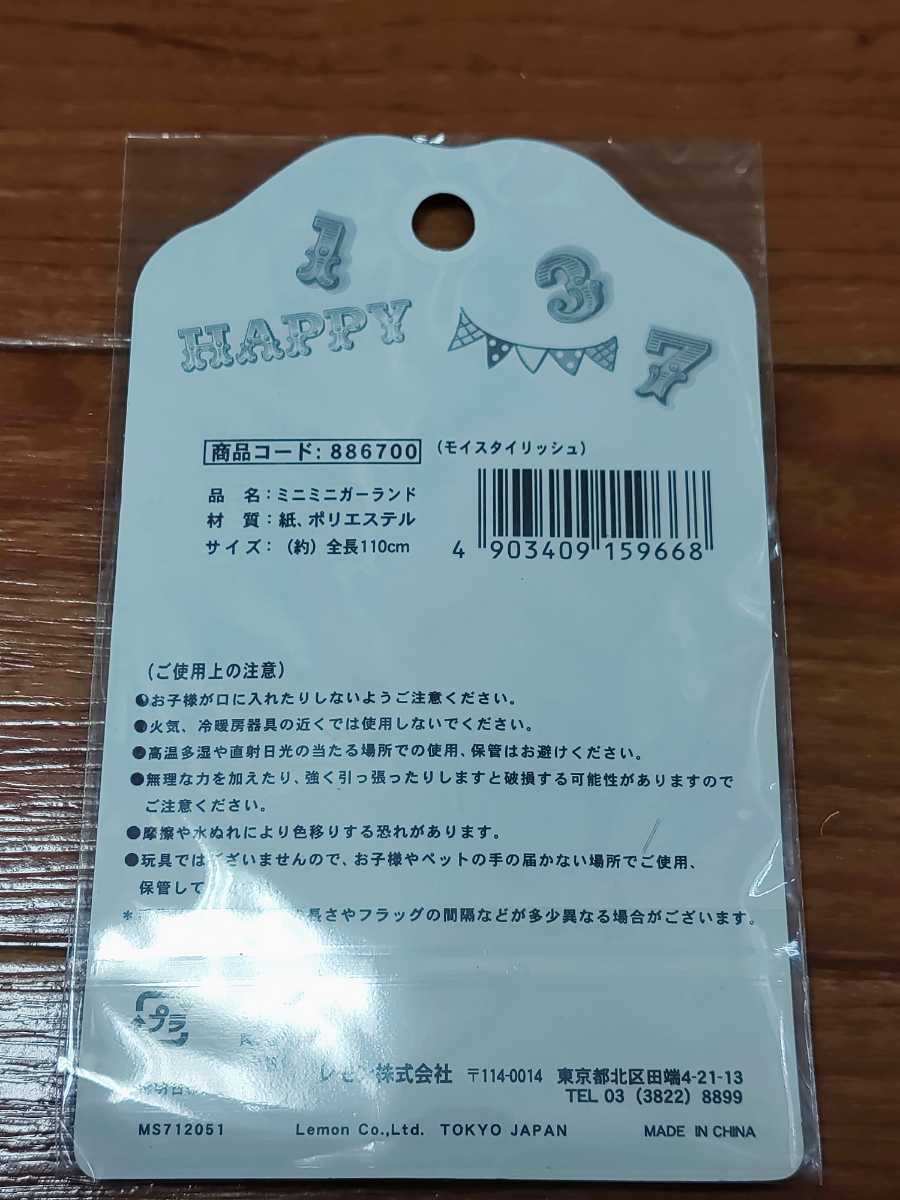 1
3
HAPPY
7
商品コード: 886700 (モイスタイリッシュ)
品 名:ミニミニガーランド
材 質:紙、ポリエステル
サイズ:(約)全長110cm
4 903409 159668
(ご使用上の注意)
●お子様が口に入れたりしないようご注意ください。
●火気、冷暖房器具の近くでは使用しないでください。
●高温多湿や直射日光の当たる場所での使用、保管はお避けください。
●無理な力を加えたり、強く引っ張ったりしますと破損する可能性がありますので
ご注意ください。
●摩擦や水ぬれにより色移りする恐れがあります。
●玩具ではございませんので、お子様やペットの手の届かない場所でご使用、
保管して
* 長さやフラッグの間隔などが多少異なる場合がございます。
プラ
レモン株式会社 〒114-0014 東京都北区田端4-21-13
TEL 03 (3822) 8899
MS712051 Lemon Co.,Ltd. TOKYO JAPAN MADE IN CHINA